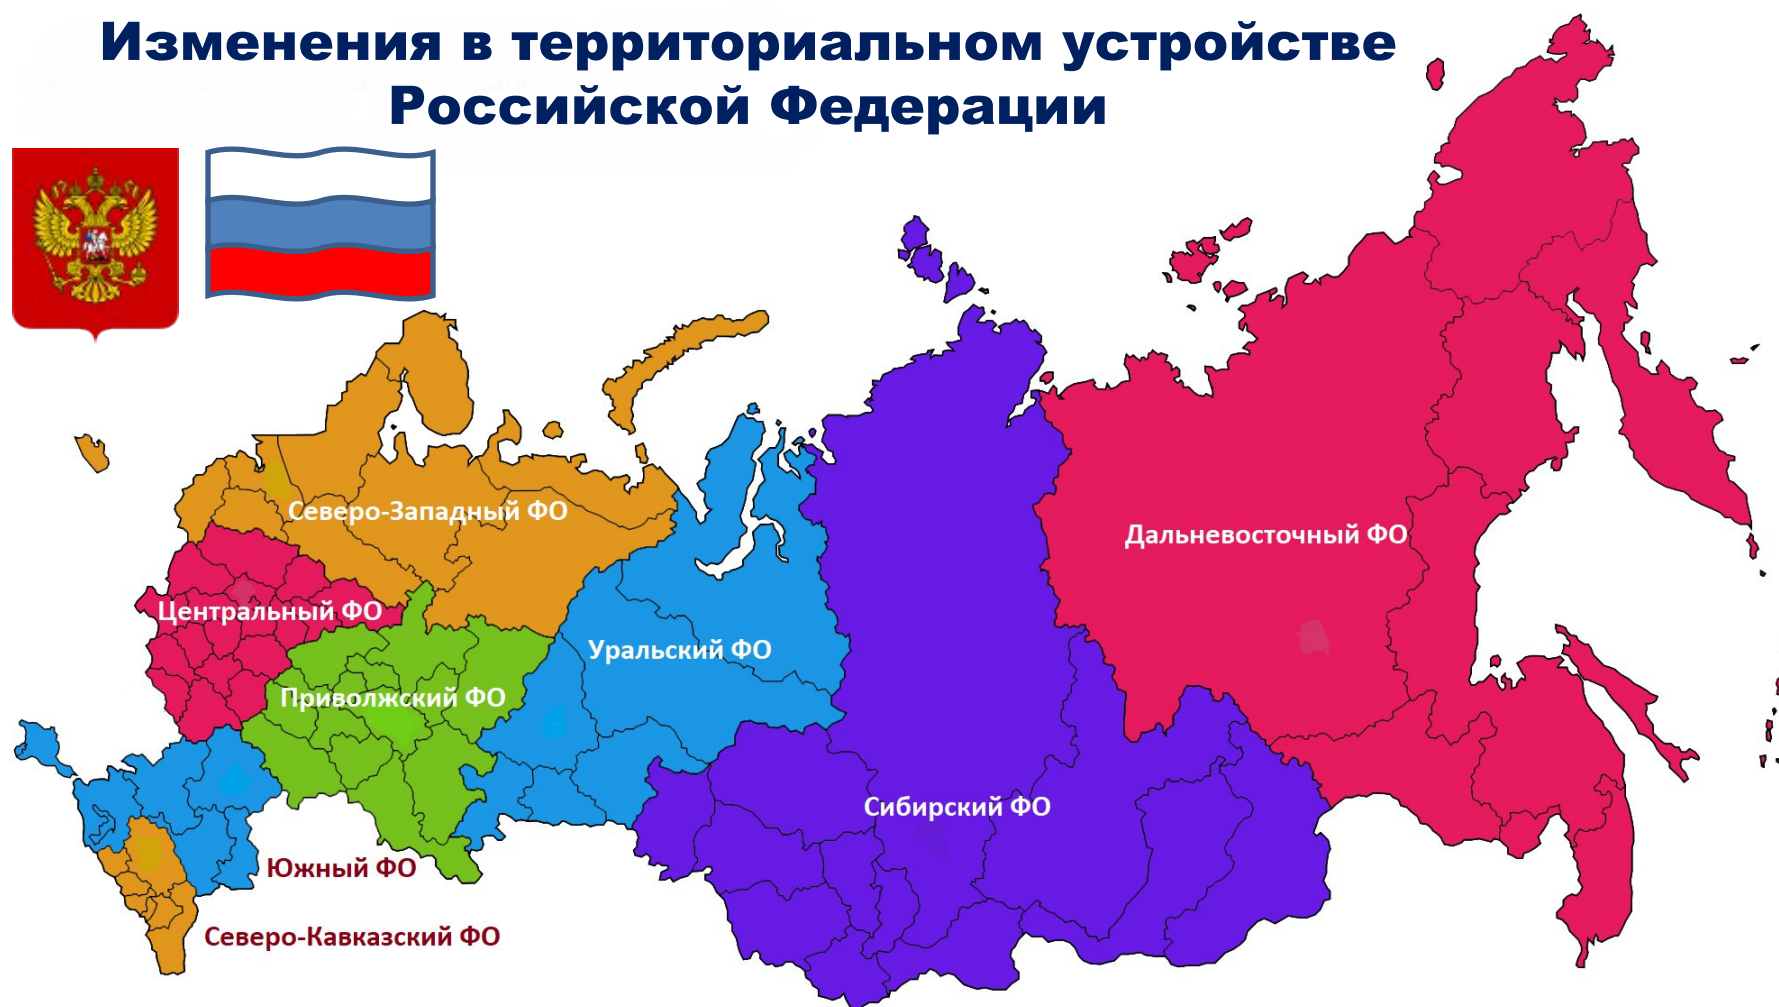 Изменения в территориальном устройстве
Российской Федерации
Северо-Западный ФО
Дальневосточный ФО
Центральный ФО
Уральский ФО
Приволжский ФО
Сибирский ФО
Южный ФО
Северо-Кавказский ФО